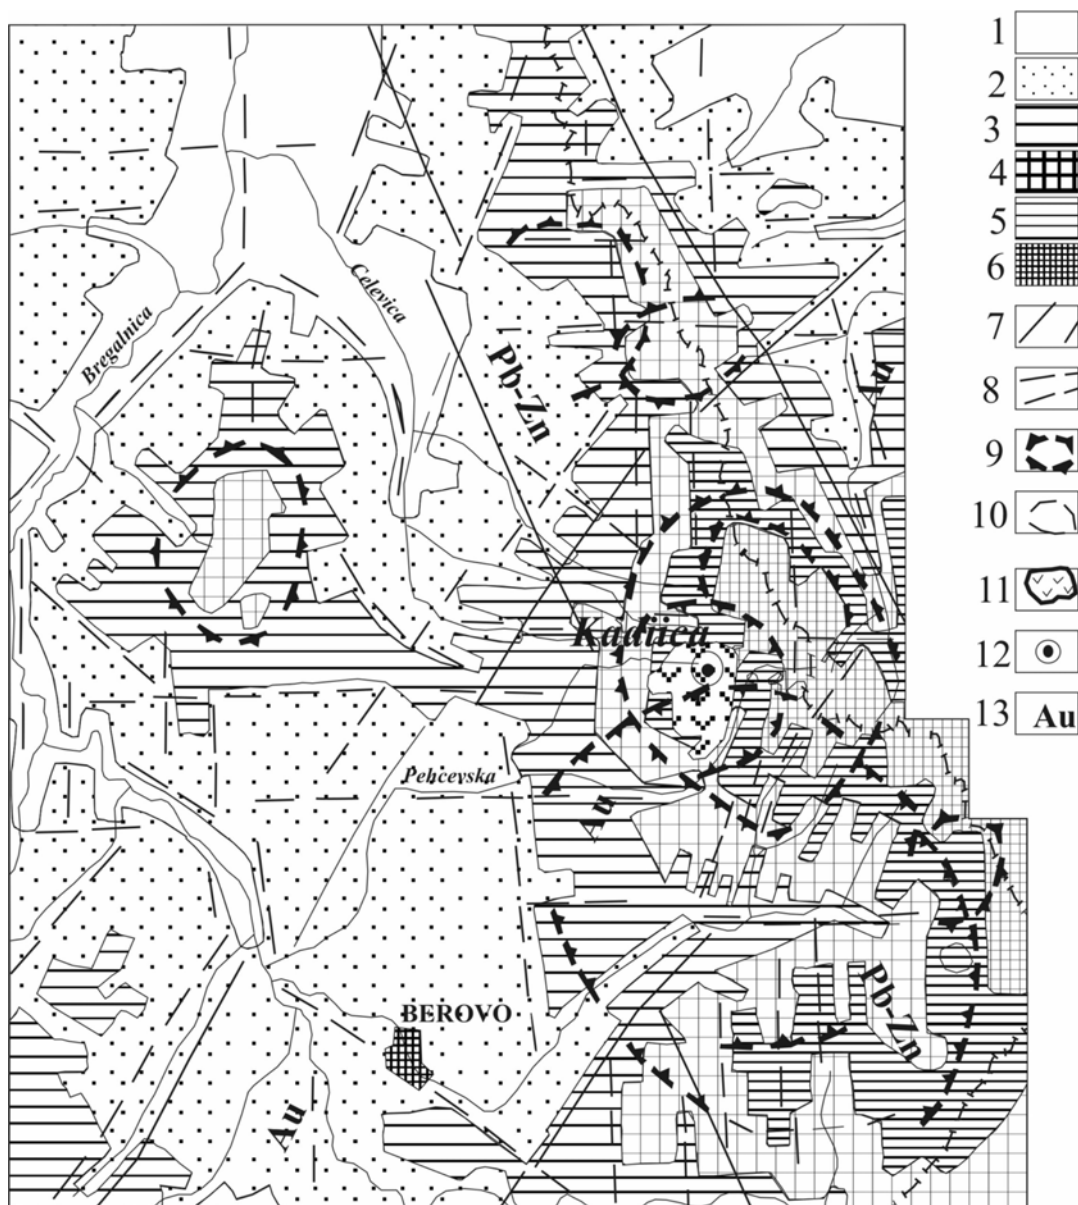 1
2
3
4
5
6
7
8
9
10
11
12
13 Au
Celevica
Bregalnica
Pb-Zn
Au
Kadiica
Pehcevska
Au
BEROVO
Pb-Zn
Au